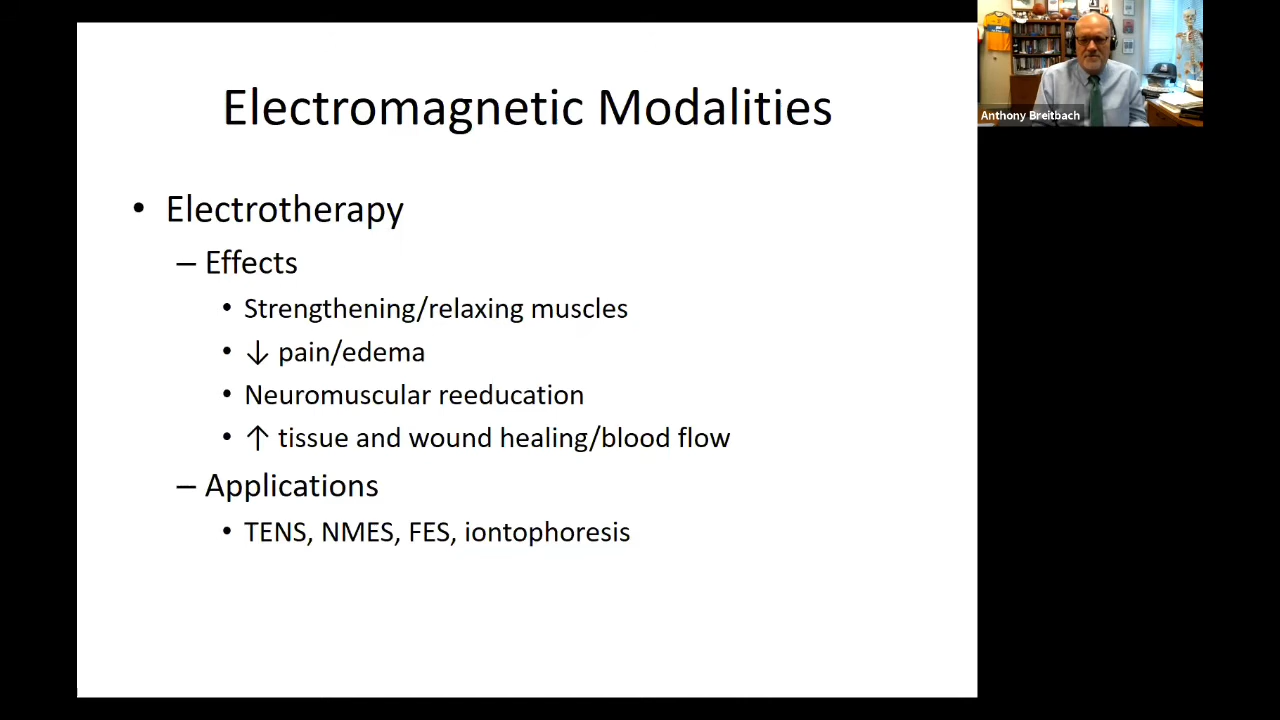 Electromagnetic Modalities
• Electrotherapy
– Effects
• Strengthening/relaxing muscles
• ↓ pain/edema
• Neuromuscular reeducation
• ↑ tissue and wound healing/blood flow
– Applications
• TENS, NMES, FES, iontophoresis
Anthony Breitbach